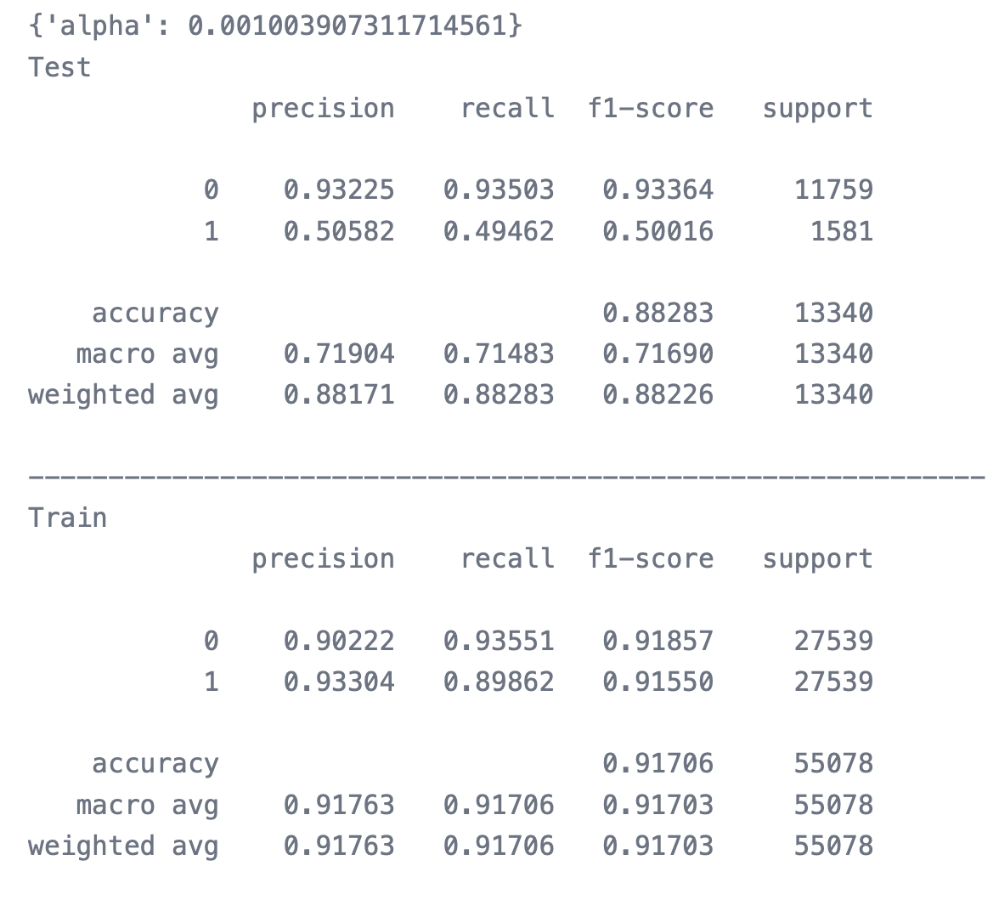 {'alpha': 0.001003907311714561}
Test
precision recall f1-score support
0 0.93225 0.93503 0.93364 11759
1 0.50582 0.49462 0.50016 1581
accuracy 0.88283 13340
macro avg 0.71904 0.71483 0.71690 13340
weighted avg 0.88171 0.88283 0.88226 13340
------------------------------------------------------------
Train
precision recall f1-score support
0 0.90222 0.93551 0.91857 27539
1 0.93304 0.89862 0.91550 27539
accuracy 0.91706 55078
macro avg 0.91763 0.91706 0.91703 55078
weighted avg 0.91763 0.91706 0.91703 55078